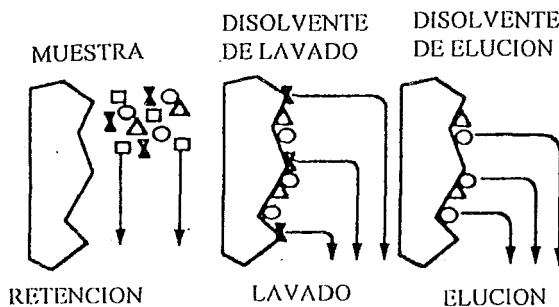 MUESTRA
DISOLVENTE
DE LAVADO
DISOLVENTE
DE ELUCION
RETENCION
LAVADO
ELUCION